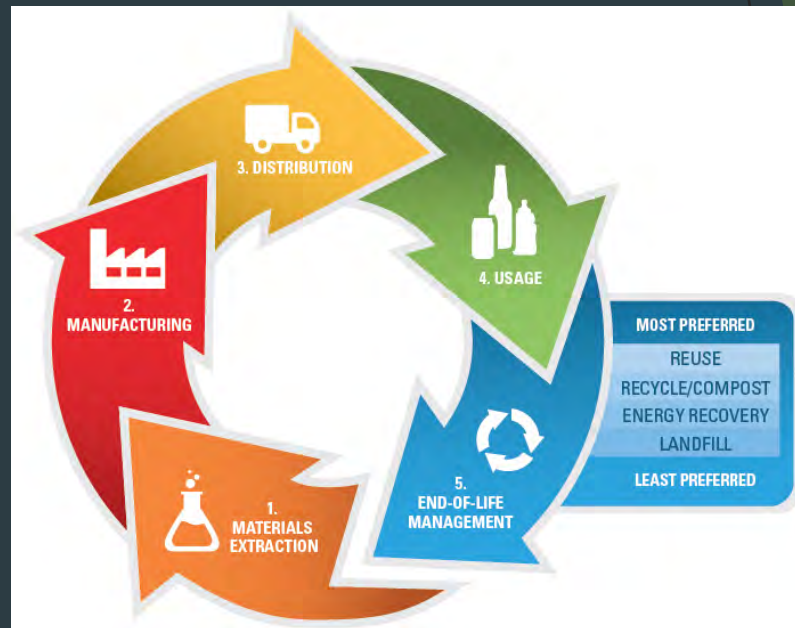 3. DISTRIBUTION
4. USAGE
2.
MANUFACTURING
MOST PREFERRED
REUSE
RECYCLE/COMPOST
ENERGY RECOVERY
LANDFILL
LEAST PREFERRED
5.
END-OF-LIFE
MANAGEMENT
1.
MATERIALS
EXTRACTION